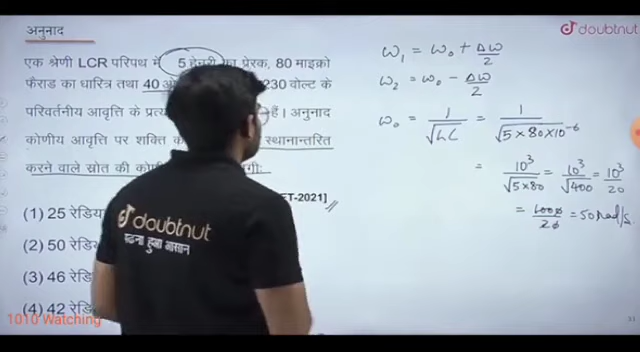 अनुनाद
doubtnut
एक श्रेणी LCR परिपथ में 5 हेनरी का प्रेरक, 80 माइक्रो
फैराड का धारित्र तथा 40 230 वोल्ट के
परिवर्तनीय आवृत्ति के हैं। अनुनाद
कोणीय आवृत्ति पर शक्ति स्थानान्तरित
करने वाले स्रोत की
ET-2021]
(1) 25
(2) 50
(3) 46
(4) 42
ω₁ = ω₀ + Δω/2
ω₂ = ω₀ − Δω/2
ω₀ = 1/√LC = 1/√5×80×10⁻⁶
= 10³/√5×80 = 10³/√400 = 10³/20
= 1000/20 = 50 rad/s.
doubtnut
पढ़ना हुआ आसान
1010 Watching